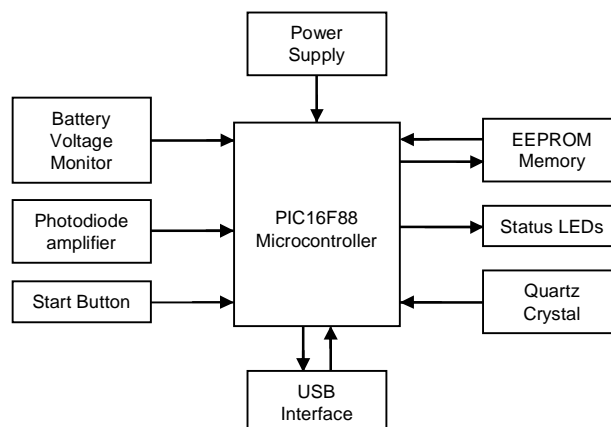 Power
Supply
Battery
Voltage
Monitor
EEPROM
Memory
Photodiode
amplifier
PIC16F88
Microcontroller
Status LEDs
Start Button
Quartz
Crystal
USB
Interface